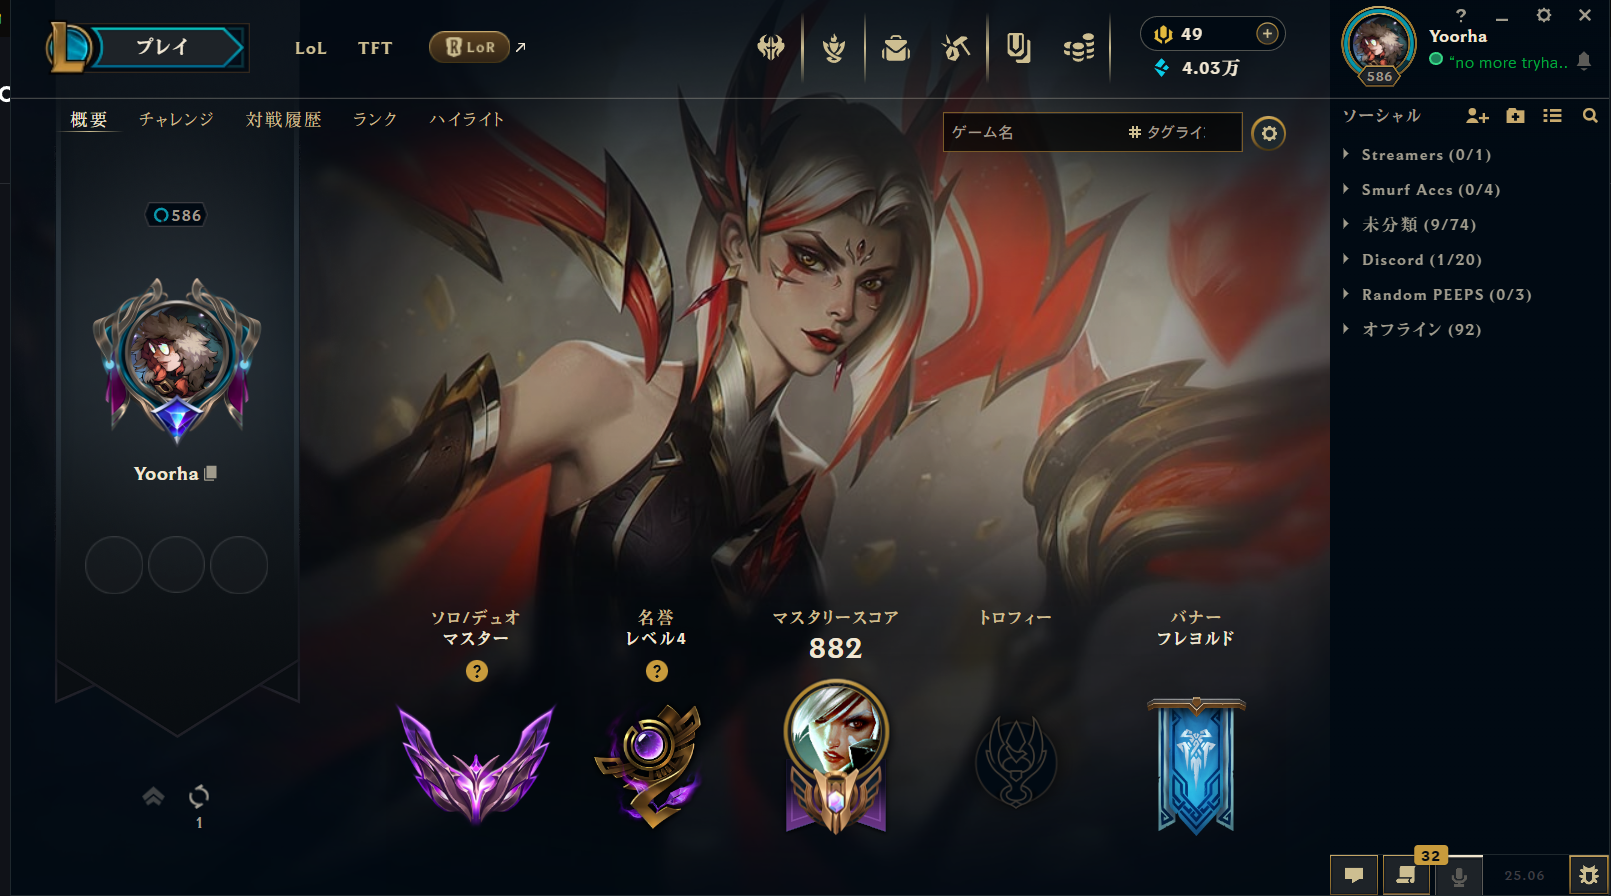 プレイ
LoL
TFT
LoR
49
4.03万
586
Yoorha
"no more tryha..
概要
チャレンジ
対戦履歴
ランク
ハイライト
ゲーム名
# タグライ
ソーシャル
Streamers (0/1)
Smurf Accs (0/4)
未分類 (9/74)
Discord (1/20)
Random PEEPS (0/3)
オフライン (92)
586
Yoorha
ソロ/デュオ
マスター
?
名誉
レベル4
?
マスタリースコア
882
トロフィー
バナー
フレヨルド
1
32
25.06